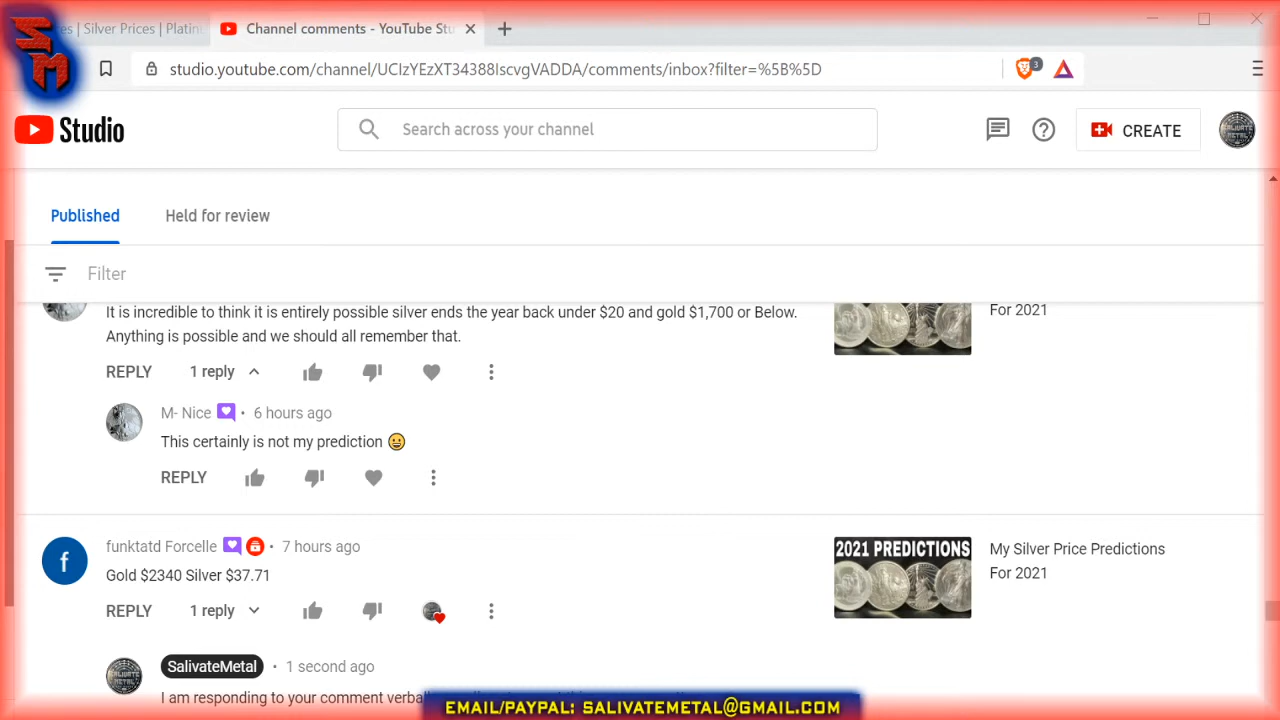 SM
es | Silver Prices | Platin
Channel comments - YouTube Stu
studio.youtube.com/channel/UCIzYEzXT34388lscvgVADDA/comments/inbox?filter=%5B%5D
3
Studio
Search across your channel
CREATE
Published
Held for review
Filter
It is incredible to think it is entirely possible silver ends the year back under $20 and gold $1,700 or Below.
Anything is possible and we should all remember that.
For 2021
REPLY 1 reply
M- Nice • 6 hours ago
This certainly is not my prediction 😀
REPLY
f
funktatd Forcelle • 7 hours ago
Gold $2340 Silver $37.71
REPLY 1 reply
2021 PREDICTIONS
My Silver Price Predictions
For 2021
SalivateMetal • 1 second ago
I am responding to your comment verbally
EMAIL/PAYPAL: SALIVATEMETAL@GMAIL.COM